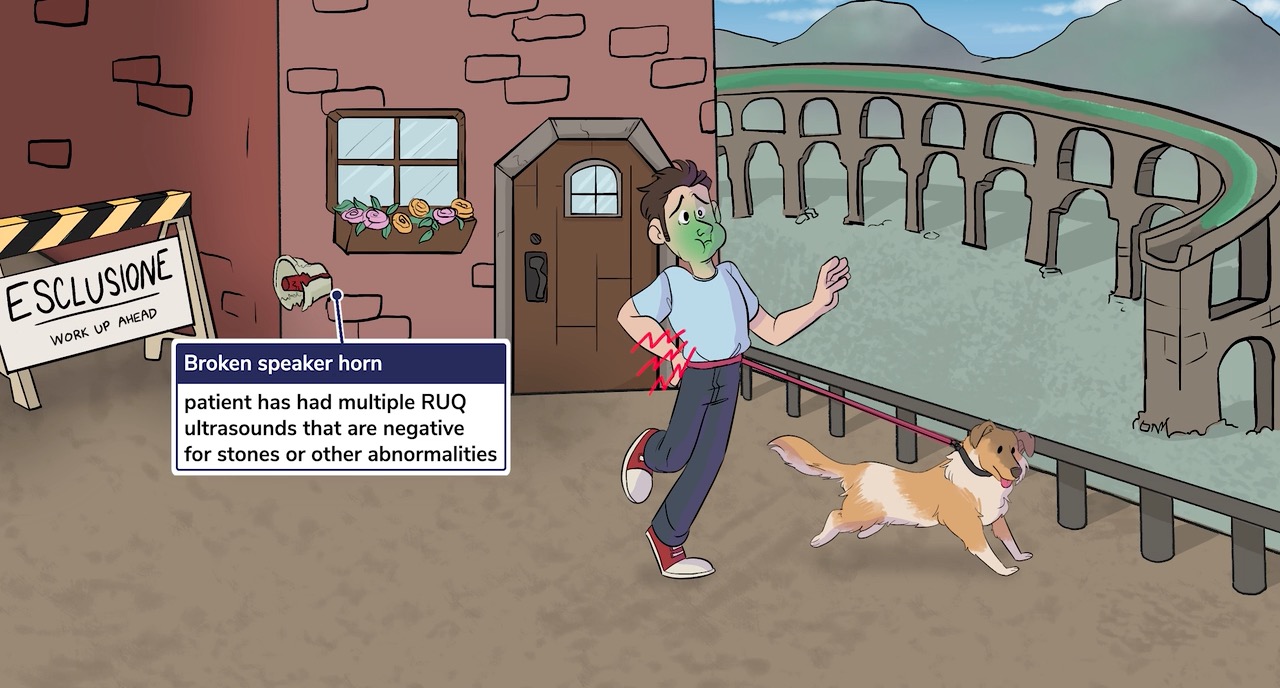 ESCLUSIONE
WORK UP AHEAD
Broken speaker horn
patient has had multiple RUQ
ultrasounds that are negative
for stones or other abnormalities